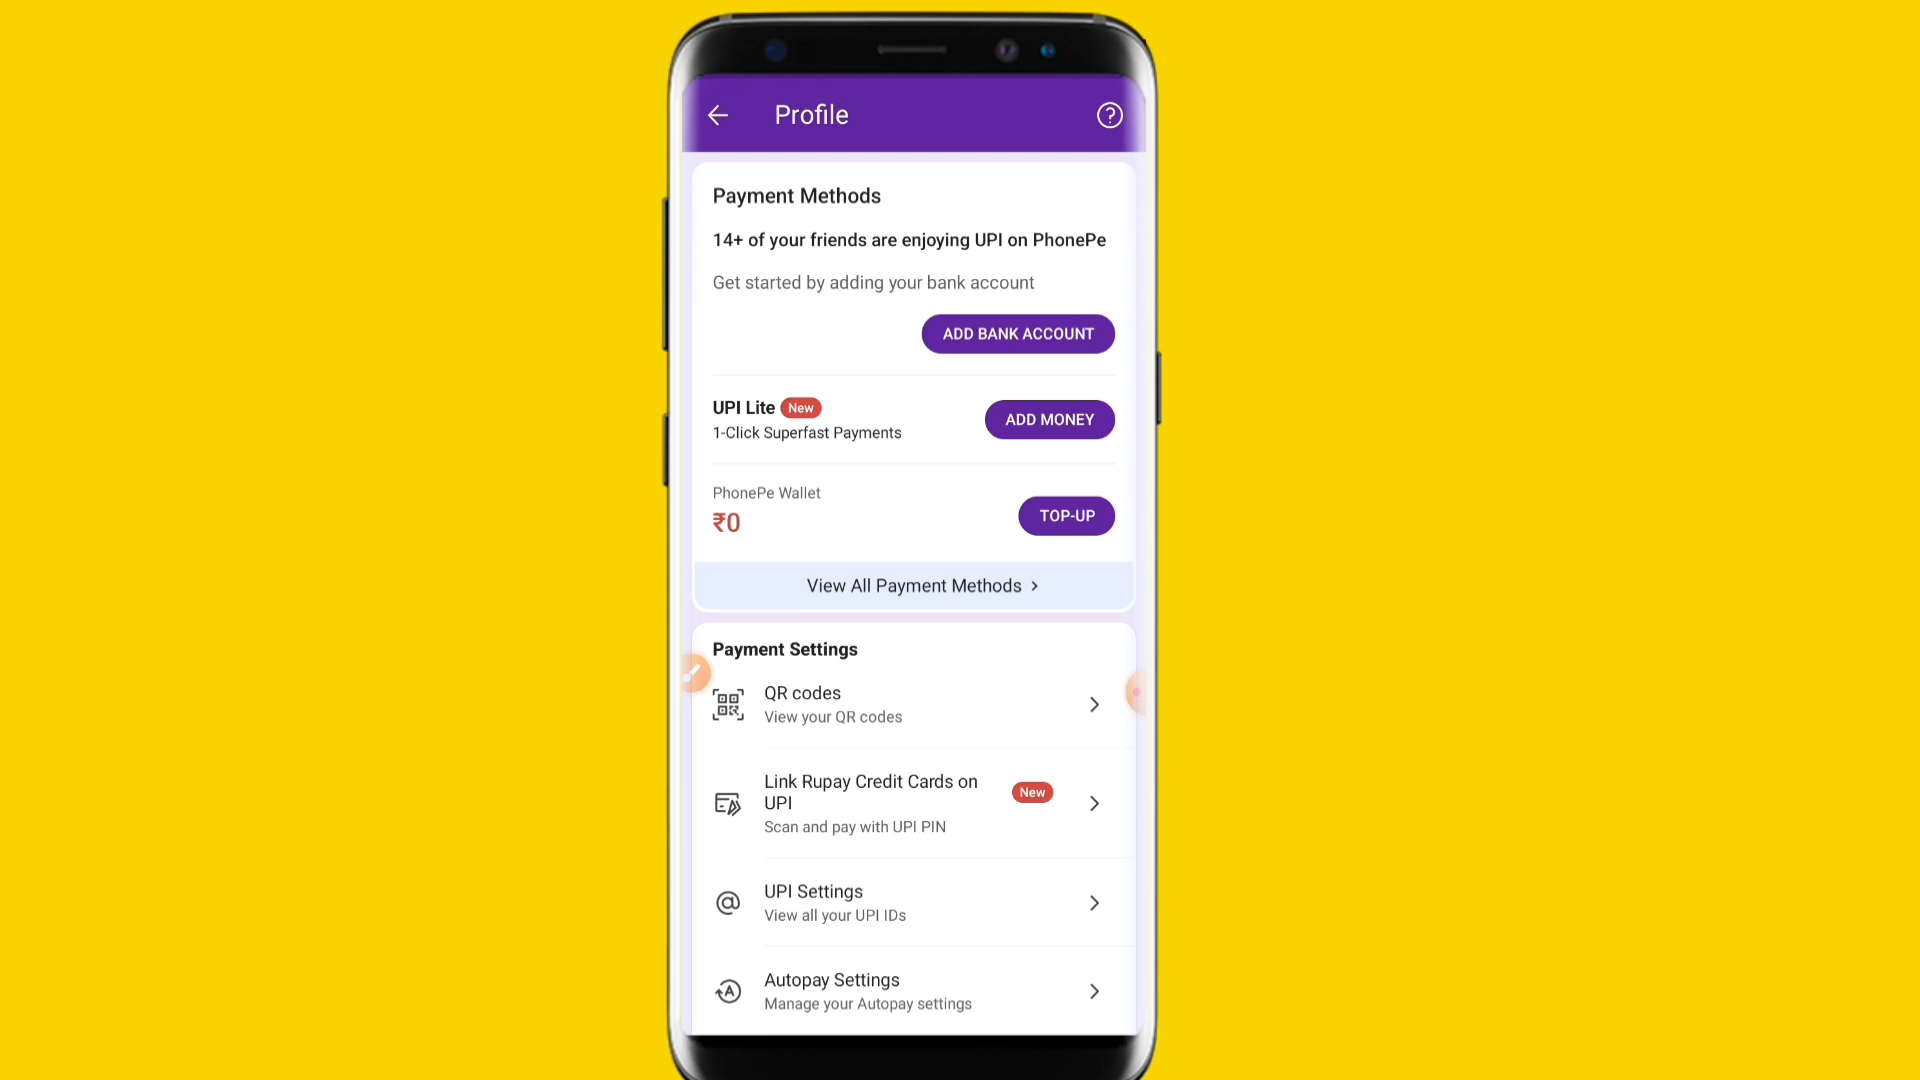 Profile
Payment Methods
14+ of your friends are enjoying UPI on PhonePe
Get started by adding your bank account
ADD BANK ACCOUNT
UPI Lite New
1-Click Superfast Payments
ADD MONEY
PhonePe Wallet
₹0
TOP-UP
View All Payment Methods
Payment Settings
QR codes
View your QR codes
Link Rupay Credit Cards on
UPI
New
Scan and pay with UPI PIN
UPI Settings
View all your UPI IDs
Autopay Settings
Manage your Autopay settings